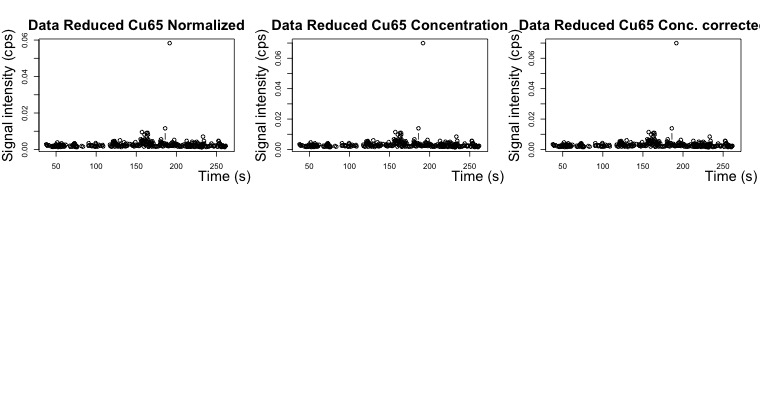 Data Reduced Cu65 Normalized
Signal intensity (cps)
0.00 0.02 0.04 0.06
50 100 150 200 250
Time (s)
Data Reduced Cu65 Concentration
Signal intensity (cps)
0.00 0.02 0.04 0.06
50 100 150 200 250
Time (s)
Data Reduced Cu65 Conc. corrected
Signal intensity (cps)
0.00 0.02 0.04 0.06
50 100 150 200 250
Time (s)